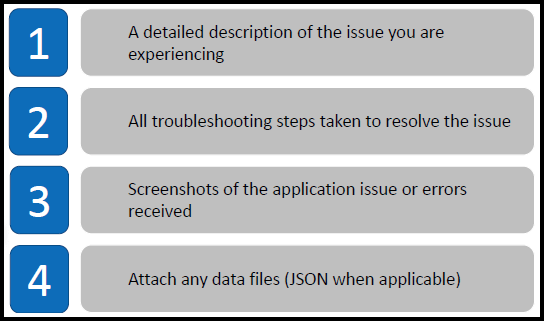 1
A detailed description of the issue you are
experiencing
2
All troubleshooting steps taken to resolve the issue
3
Screenshots of the application issue or errors
received
4
Attach any data files (JSON when applicable)